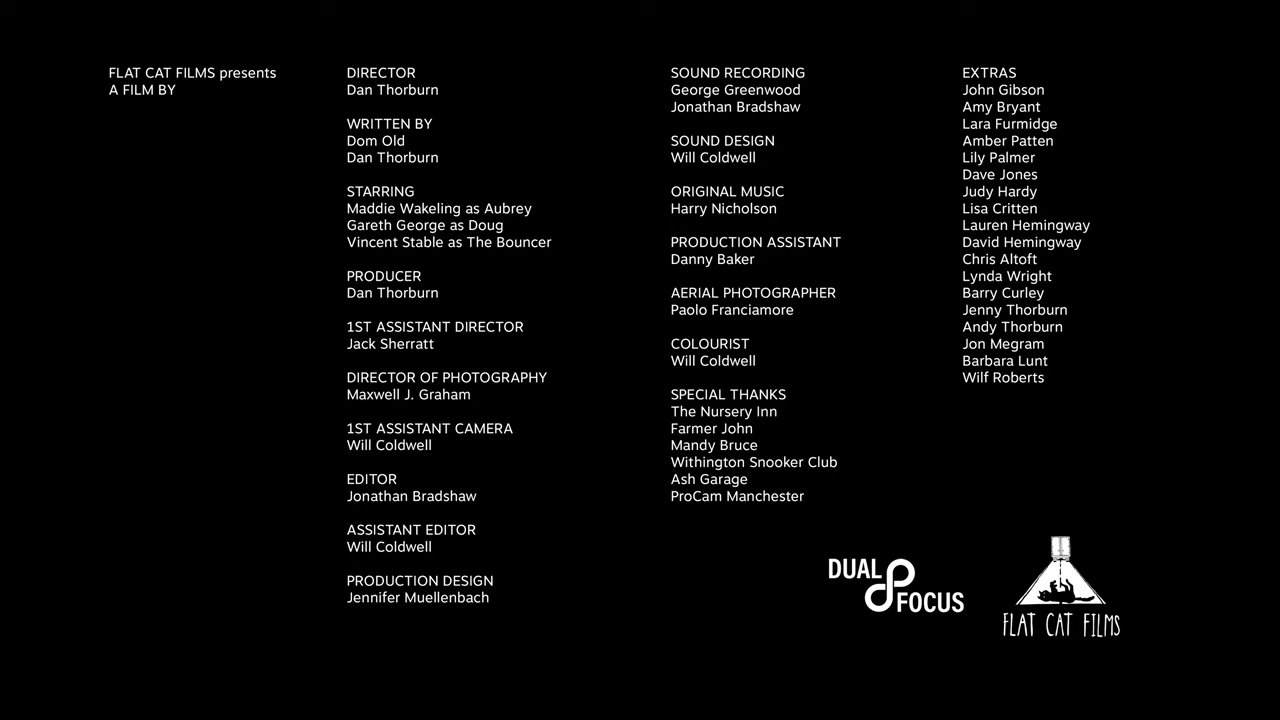 FLAT CAT FILMS presents
A FILM BY
DIRECTOR
Dan Thorburn
WRITTEN BY
Dom Old
Dan Thorburn
STARRING
Maddie Wakeling as Aubrey
Gareth George as Doug
Vincent Stable as The Bouncer
PRODUCER
Dan Thorburn
1ST ASSISTANT DIRECTOR
Jack Sherratt
DIRECTOR OF PHOTOGRAPHY
Maxwell J. Graham
1ST ASSISTANT CAMERA
Will Coldwell
EDITOR
Jonathan Bradshaw
ASSISTANT EDITOR
Will Coldwell
PRODUCTION DESIGN
Jennifer Muellenbach
SOUND RECORDING
George Greenwood
Jonathan Bradshaw
SOUND DESIGN
Will Coldwell
ORIGINAL MUSIC
Harry Nicholson
PRODUCTION ASSISTANT
Danny Baker
AERIAL PHOTOGRAPHER
Paolo Franciamore
COLOURIST
Will Coldwell
SPECIAL THANKS
The Nursery Inn
Farmer John
Mandy Bruce
Withington Snooker Club
Ash Garage
ProCam Manchester
EXTRAS
John Gibson
Amy Bryant
Lara Furmidge
Amber Patten
Lily Palmer
Dave Jones
Judy Hardy
Lisa Critten
Lauren Hemingway
David Hemingway
Chris Altoft
Lynda Wright
Barry Curley
Jenny Thorburn
Andy Thorburn
Jon Megram
Barbara Lunt
Wilf Roberts
DUAL
FOCUS
FLAT CAT FILMS